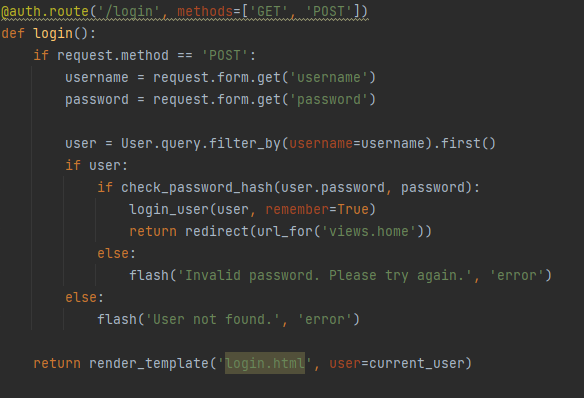 @auth.route('/login', methods=['GET', 'POST'])
def login():
    if request.method == 'POST':
        username = request.form.get('username')
        password = request.form.get('password')

        user = User.query.filter_by(username=username).first()
        if user:
            if check_password_hash(user.password, password):
                login_user(user, remember=True)
                return redirect(url_for('views.home'))
            else:
                flash('Invalid password. Please try again.', 'error')
        else:
            flash('User not found.', 'error')

    return render_template('login.html', user=current_user)